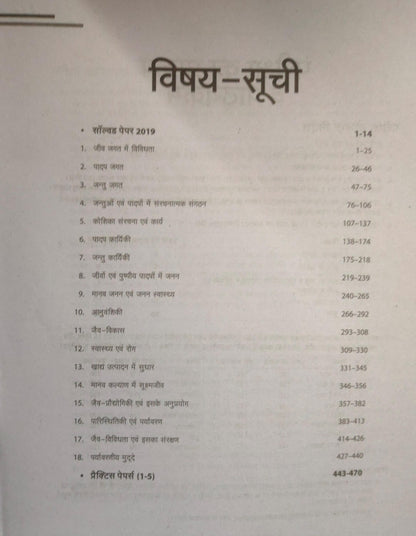 विषय-सूची
• सॉल्वड पेपर 2019 1-14
1. जीव जगत में विविधता 1-25
2. पादप जगत 26-46
3. जन्तु जगत 47-75
4. जन्तुओं एवं पादपों में संरचनात्मक संगठन 76-106
5. कोशिका संरचना एवं कार्य 107-137
6. पादप कार्यिकी 138-174
7. जन्तु कार्यिकी 175-218
8. जीवों एवं पुष्पीय पादपों में जनन 219-239
9. मानव जनन एवं जनन स्वास्थ्य 240-265
10. आनुवंशिकी 266-292
11. जैव-विकास 293-308
12. स्वास्थ्य एवं रोग 309-330
13. खाद्य उत्पादन में सुधार 331-345
14. मानव कल्याण में सूक्ष्मजीव 346-356
15. जैव-प्रौद्योगिकी एवं इसके अनुप्रयोग 357-382
16. पारिस्थितिकी एवं पर्यावरण 383-413
17. जैव-विविधता एवं इसका संरक्षण 414-426
18. पर्यावरणीय मुद्दे 427-440
• प्रैक्टिस पेपर्स (1-5) 443-470